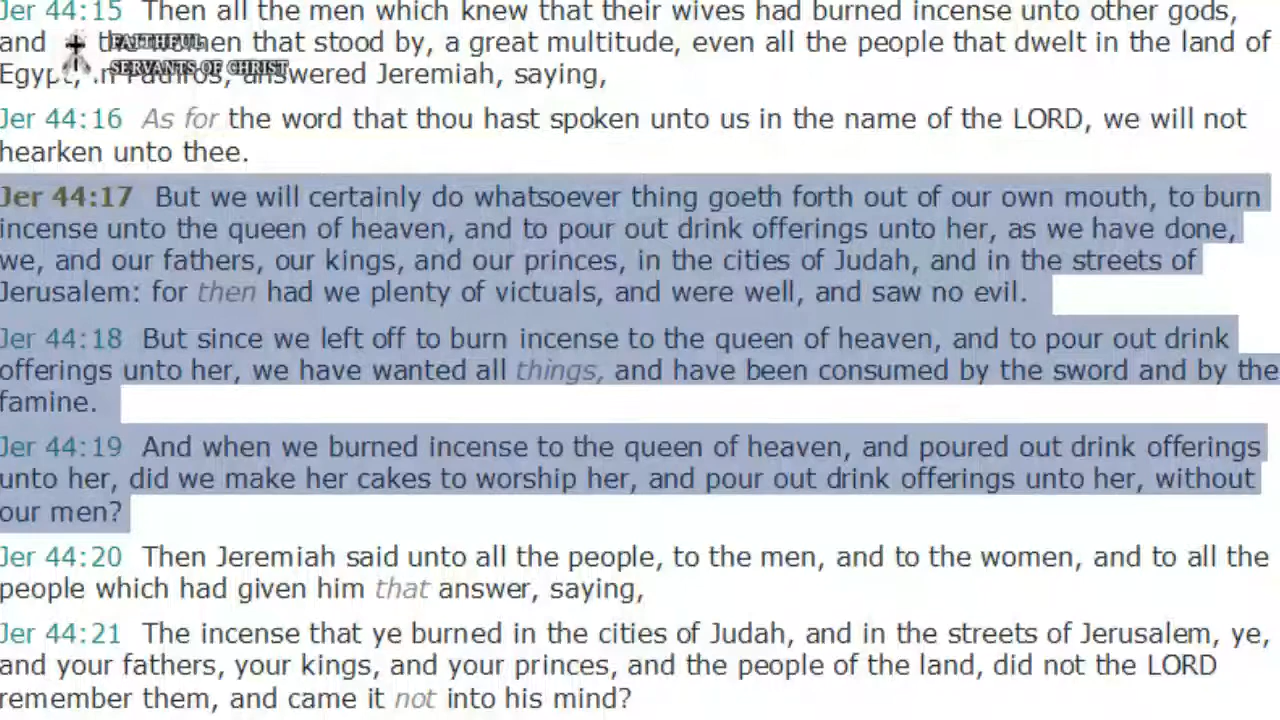 Jer 44:15 Then all the men which knew that their wives had burned incense unto other gods,
and the women that stood by, a great multitude, even all the people that dwelt in the land of
Egypt, in Pathros, answered Jeremiah, saying,
FAITHFUL
SERVANTS OF CHRIST
Jer 44:16 As for the word that thou hast spoken unto us in the name of the LORD, we will not
hearken unto thee.
Jer 44:17 But we will certainly do whatsoever thing goeth forth out of our own mouth, to burn
incense unto the queen of heaven, and to pour out drink offerings unto her, as we have done,
we, and our fathers, our kings, and our princes, in the cities of Judah, and in the streets of
Jerusalem: for then had we plenty of victuals, and were well, and saw no evil.
Jer 44:18 But since we left off to burn incense to the queen of heaven, and to pour out drink
offerings unto her, we have wanted all things, and have been consumed by the sword and by the
famine.
Jer 44:19 And when we burned incense to the queen of heaven, and poured out drink offerings
unto her, did we make her cakes to worship her, and pour out drink offerings unto her, without
our men?
Jer 44:20 Then Jeremiah said unto all the people, to the men, and to the women, and to all the
people which had given him that answer, saying,
Jer 44:21 The incense that ye burned in the cities of Judah, and in the streets of Jerusalem, ye,
and your fathers, your kings, and your princes, and the people of the land, did not the LORD
remember them, and came it not into his mind?